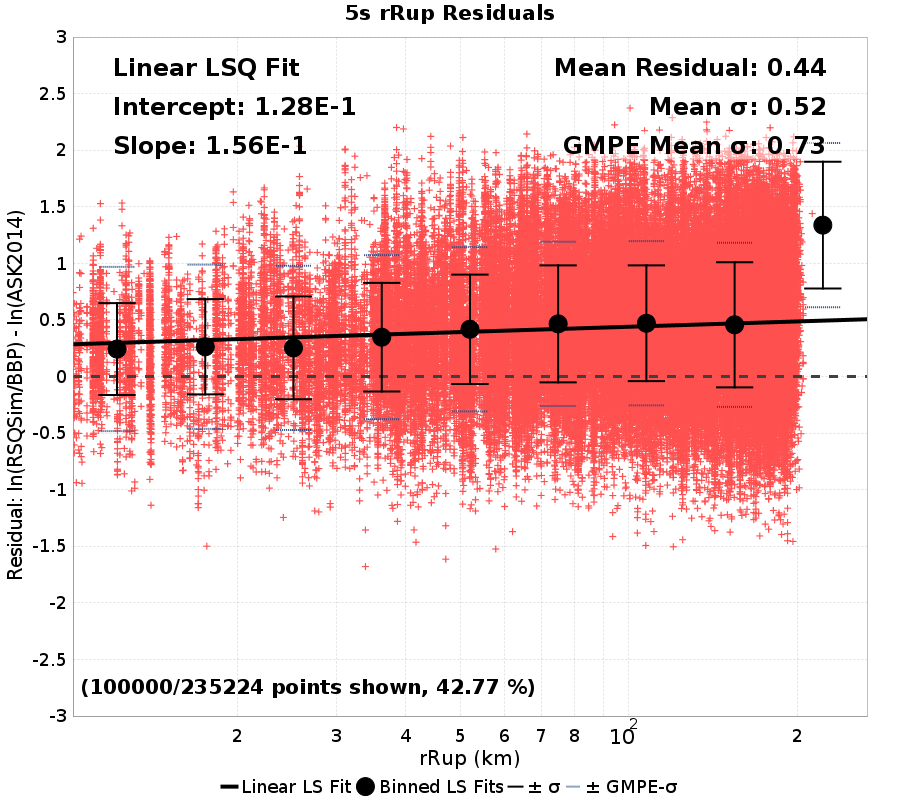 5s rRup Residuals
Linear LSQ Fit
Intercept: 1.28E-1
Slope: 1.56E-1
Mean Residual: 0.44
Mean σ: 0.52
GMPE Mean σ: 0.73
Residual: ln(RSQSim/BBP) - ln(ASK2014)
3
2.5
2
1.5
1
0.5
0
-0.5
-1
-1.5
-2
-2.5
-3
(100000/235224 points shown, 42.77 %)
2 3 4 5 6 7 8 10² 2
rRup (km)
Linear LS Fit Binned LS Fits ± σ ± GMPE-σ